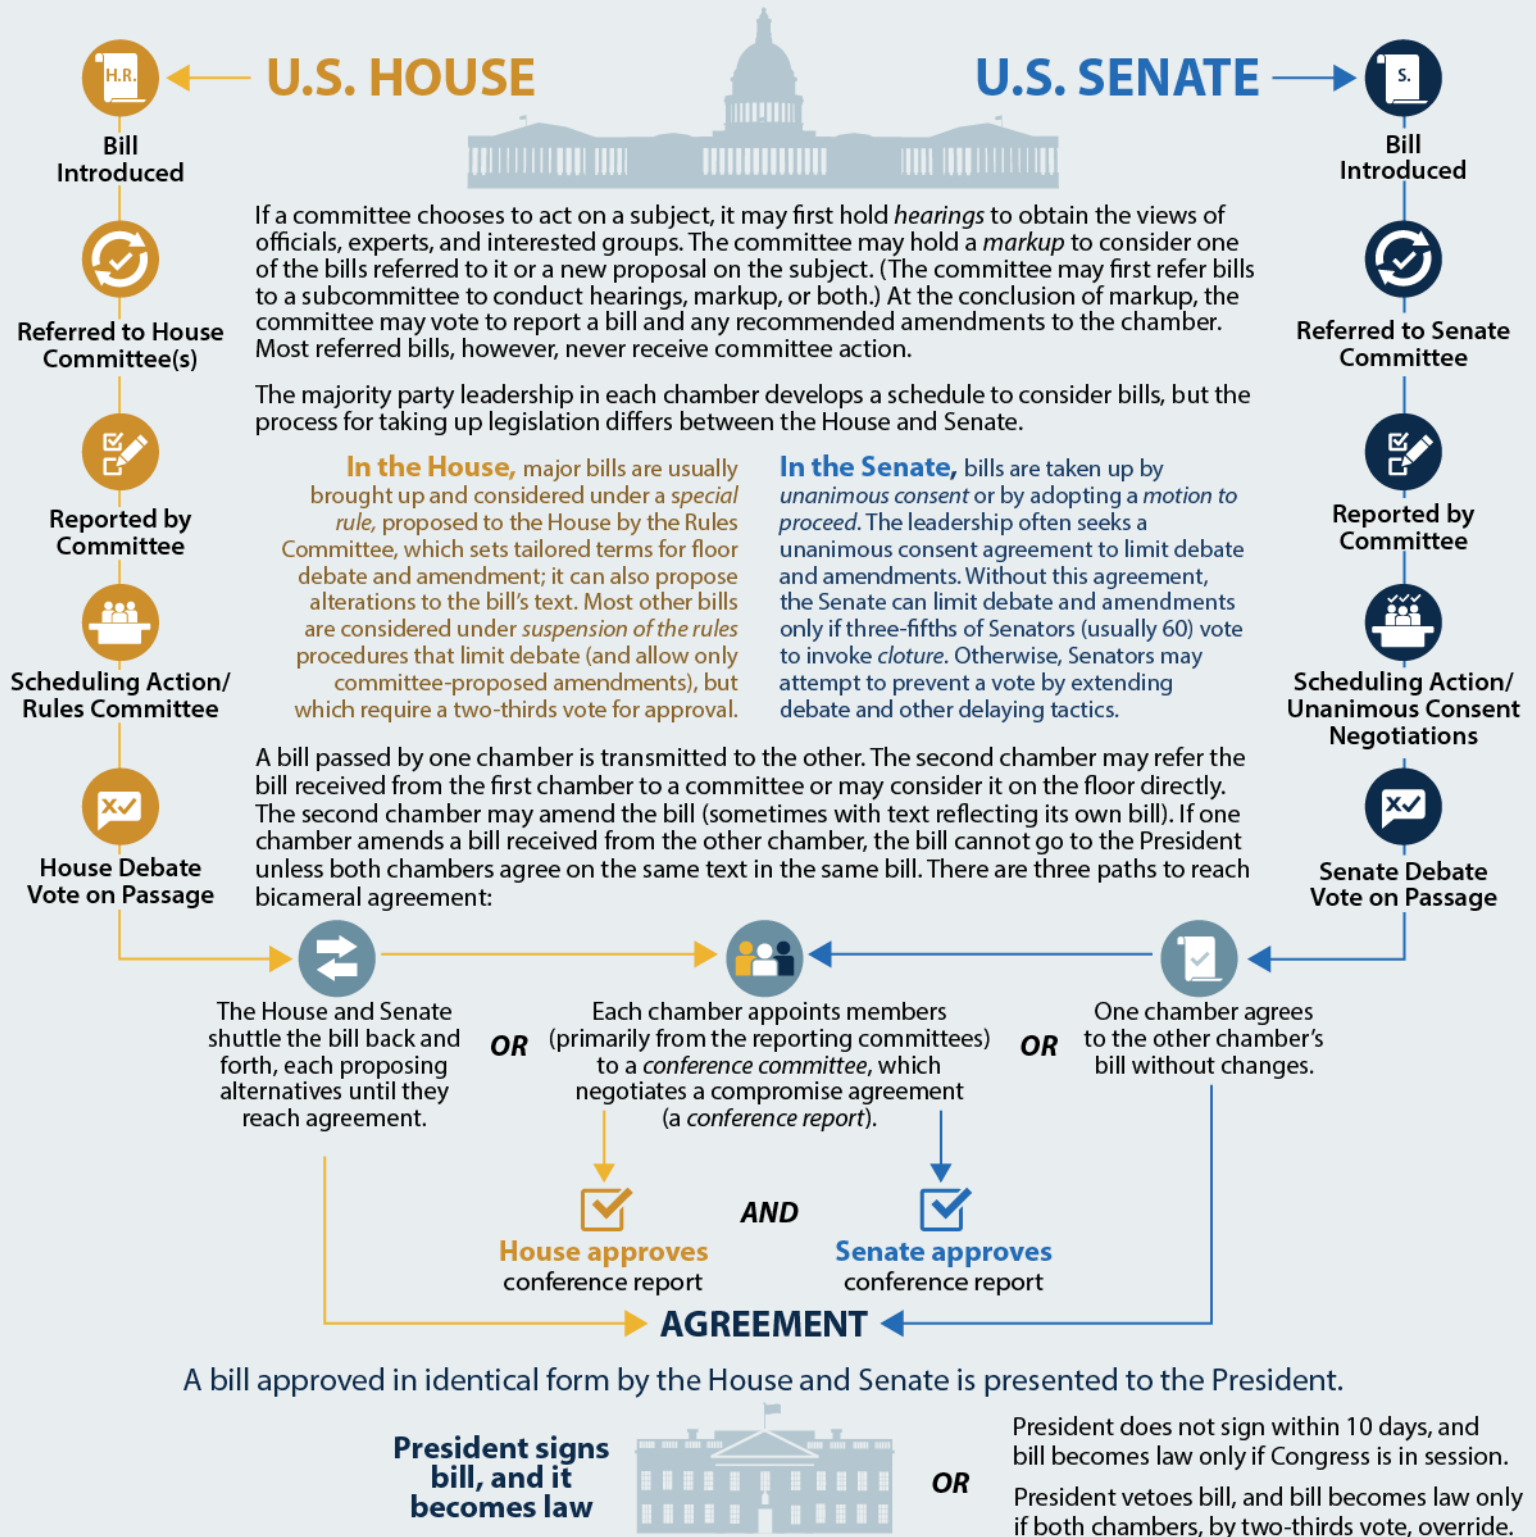 U.S. HOUSE
U.S. SENATE
H.R.
Bill
Introduced
Referred to House
Committee(s)
Reported by
Committee
Scheduling Action/
Rules Committee
House Debate
Vote on Passage
S.
Bill
Introduced
Referred to Senate
Committee
Reported by
Committee
Scheduling Action/
Unanimous Consent
Negotiations
Senate Debate
Vote on Passage
If a committee chooses to act on a subject, it may first hold hearings to obtain the views of
officials, experts, and interested groups. The committee may hold a markup to consider one
of the bills referred to it or a new proposal on the subject. (The committee may first refer bills
to a subcommittee to conduct hearings, markup, or both.) At the conclusion of markup, the
committee may vote to report a bill and any recommended amendments to the chamber.
Most referred bills, however, never receive committee action.
The majority party leadership in each chamber develops a schedule to consider bills, but the
process for taking up legislation differs between the House and Senate.
In the House, major bills are usually
brought up and considered under a special
rule, proposed to the House by the Rules
Committee, which sets tailored terms for floor
debate and amendment; it can also propose
alterations to the bill's text. Most other bills
are considered under suspension of the rules
procedures that limit debate (and allow only
committee-proposed amendments), but
which require a two-thirds vote for approval.
In the Senate, bills are taken up by
unanimous consent or by adopting a motion to
proceed. The leadership often seeks a
unanimous consent agreement to limit debate
and amendments. Without this agreement,
the Senate can limit debate and amendments
only if three-fifths of Senators (usually 60) vote
to invoke cloture. Otherwise, Senators may
attempt to prevent a vote by extending
debate and other delaying tactics.
A bill passed by one chamber is transmitted to the other. The second chamber may refer the
bill received from the first chamber to a committee or may consider it on the floor directly.
The second chamber may amend the bill (sometimes with text reflecting its own bill). If one
chamber amends a bill received from the other chamber, the bill cannot go to the President
unless both chambers agree on the same text in the same bill. There are three paths to reach
bicameral agreement:
The House and Senate
shuttle the bill back and
forth, each proposing
alternatives until they
reach agreement.
OR
Each chamber appoints members
(primarily from the reporting committees)
to a conference committee, which
negotiates a compromise agreement
(a conference report).
OR
One chamber agrees
to the other chamber's
bill without changes.
House approves
conference report
AND
Senate approves
conference report
AGREEMENT
A bill approved in identical form by the House and Senate is presented to the President.
President signs
bill, and it
becomes law
OR
President does not sign within 10 days, and
bill becomes law only if Congress is in session.
President vetoes bill, and bill becomes law only
if both chambers, by two-thirds vote, override.